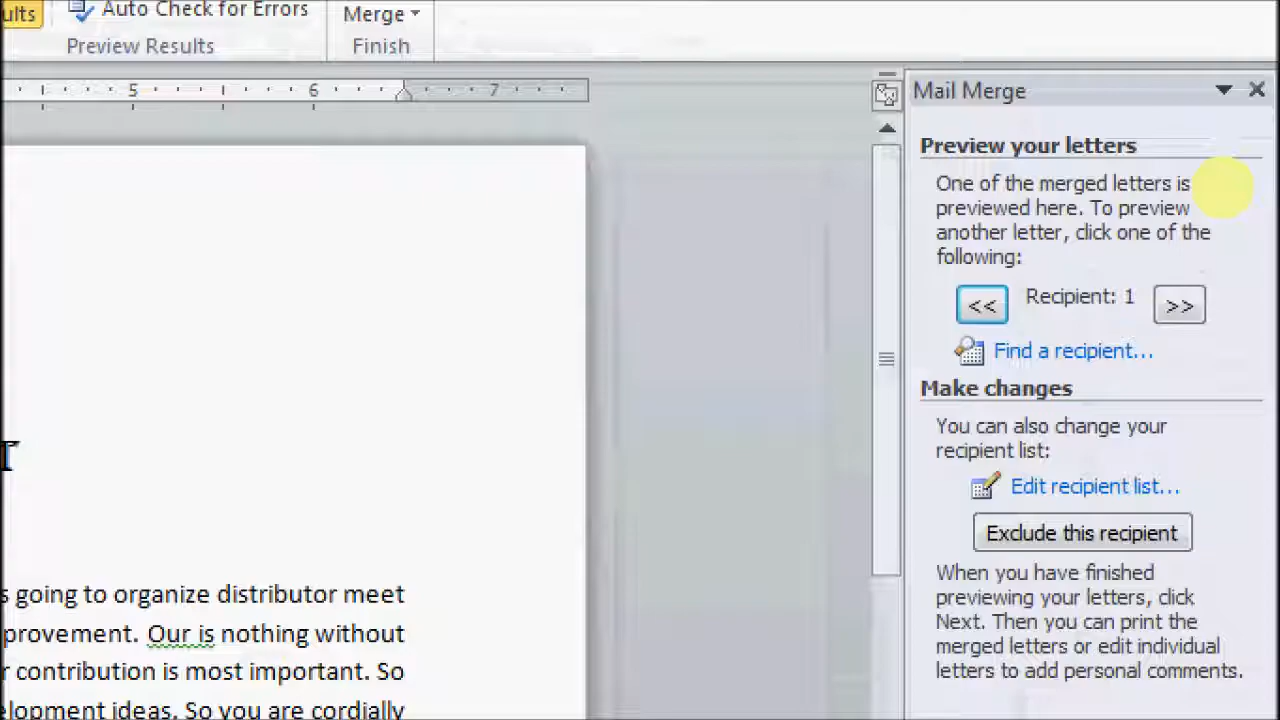 Auto Check for Errors
Merge
Preview Results
Finish
5 6 7
Mail Merge
Preview your letters
One of the merged letters is
previewed here. To preview
another letter, click one of the
following:
<< Recipient: 1 >>
Find a recipient...
Make changes
You can also change your
recipient list:
Edit recipient list...
Exclude this recipient
When you have finished
previewing your letters, click
Next. Then you can print the
merged letters or edit individual
letters to add personal comments.
going to organize distributor meet
Our is nothing without
contribution is most important. So
ideas. So you are cordially